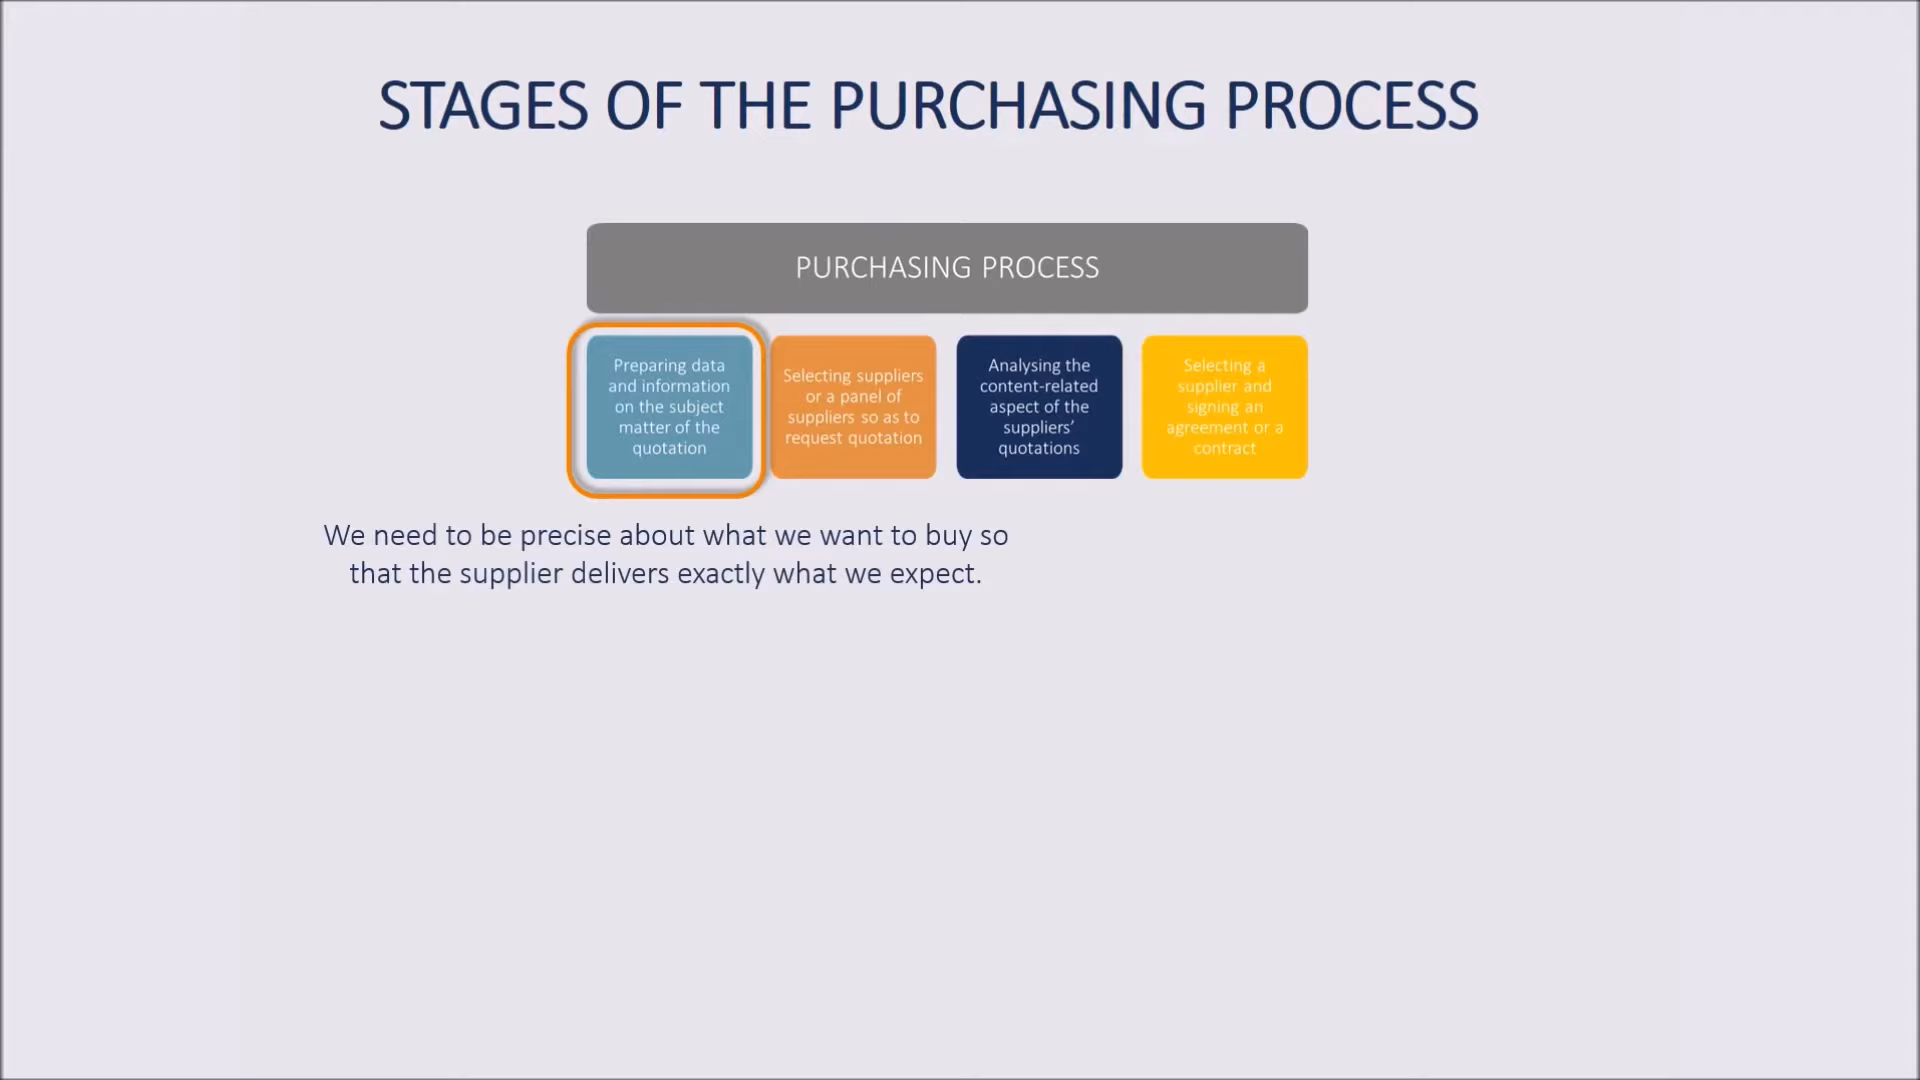 STAGES OF THE PURCHASING PROCESS
PURCHASING PROCESS
Preparing data
and information
on the subject
matter of the
quotation
Selecting suppliers
or a panel of
suppliers so as to
request quotation
Analysing the
content-related
aspect of the
suppliers’
quotations
Selecting a
supplier and
signing an
agreement or a
contract
We need to be precise about what we want to buy so
that the supplier delivers exactly what we expect.